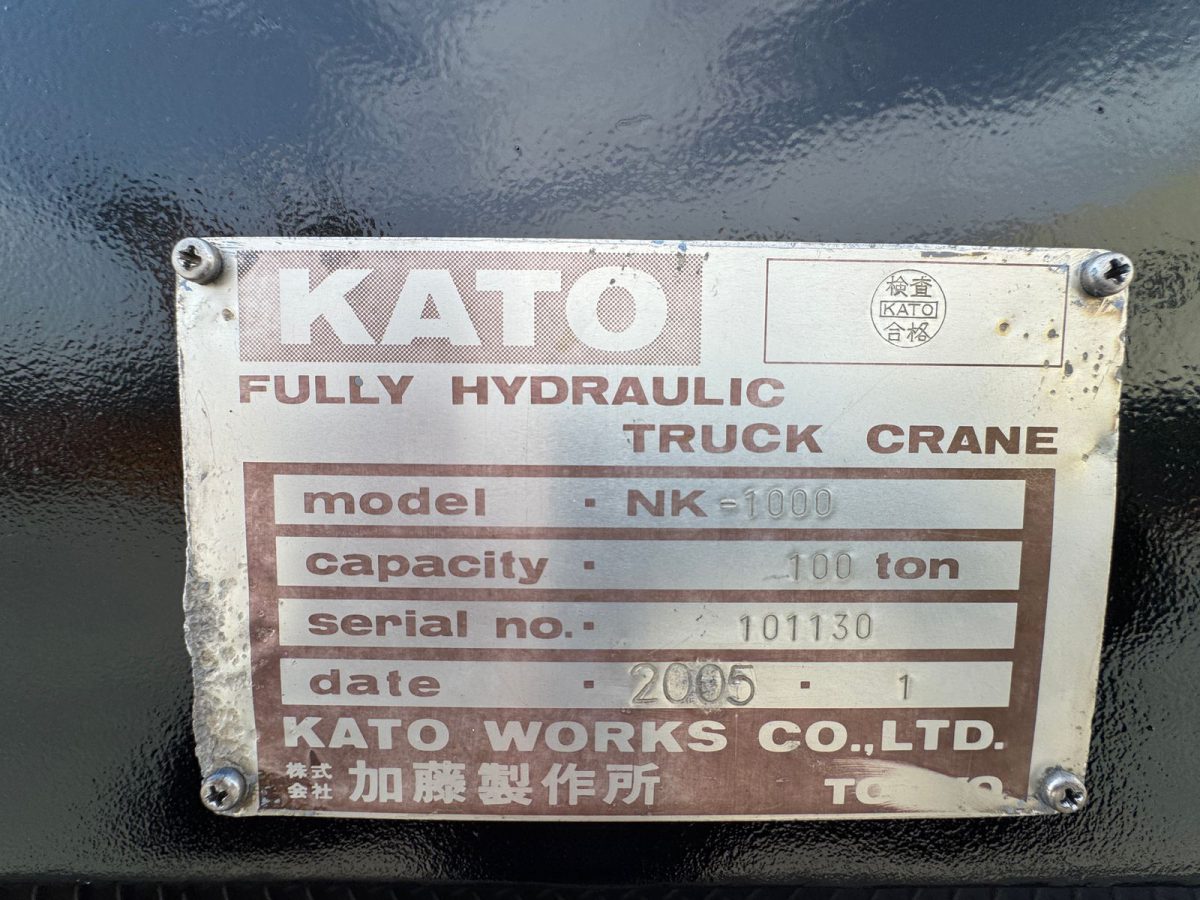 KATO
検査
KATO
合格
FULLY HYDRAULIC
TRUCK CRANE
model · NK-1000
capacity · 100 ton
serial no. · 101130
date · 2005 · 1
KATO WORKS CO.,LTD.
株式会社 加藤製作所